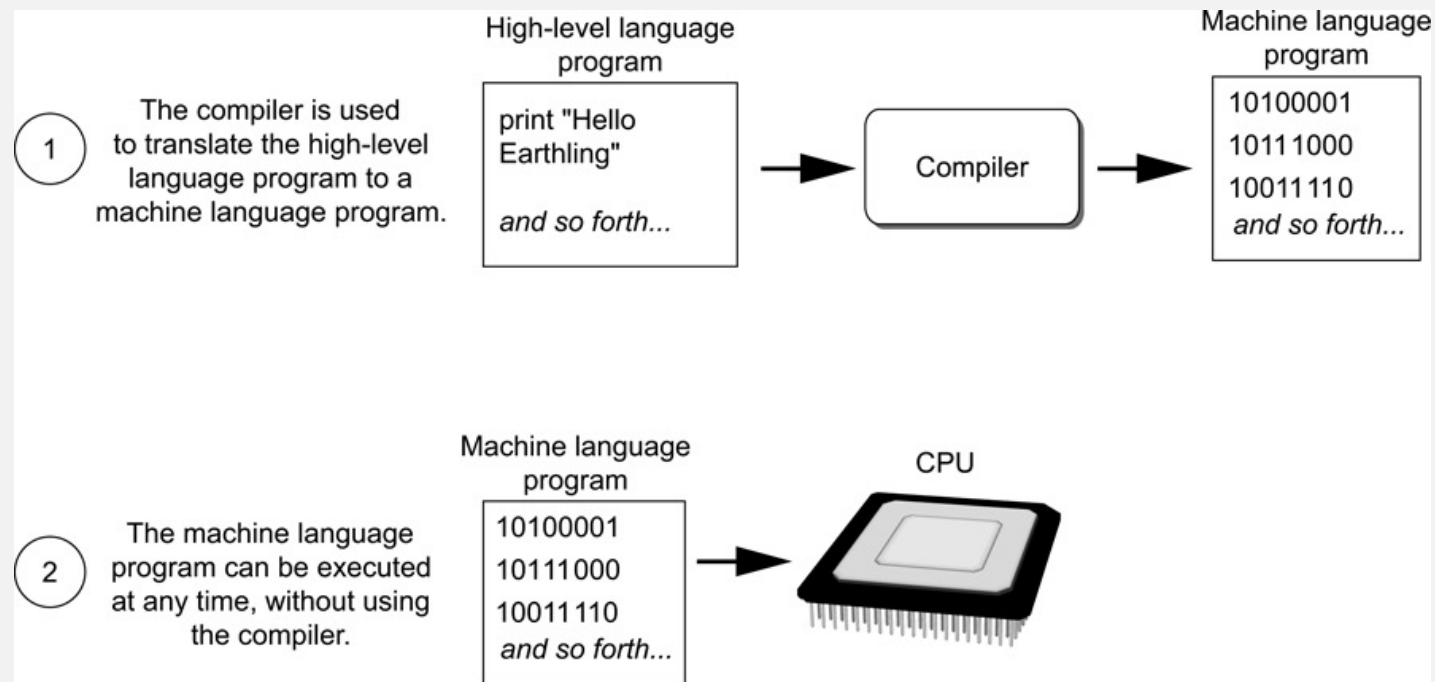 High-level language
program
Machine language
program
1
The compiler is used
to translate the high-level
language program to a
machine language program.
print "Hello
Earthling"
and so forth...
Compiler
10100001
10111000
10011110
and so forth...
Machine language
program
CPU
2
The machine language
program can be executed
at any time, without using
the compiler.
10100001
10111000
10011110
and so forth...